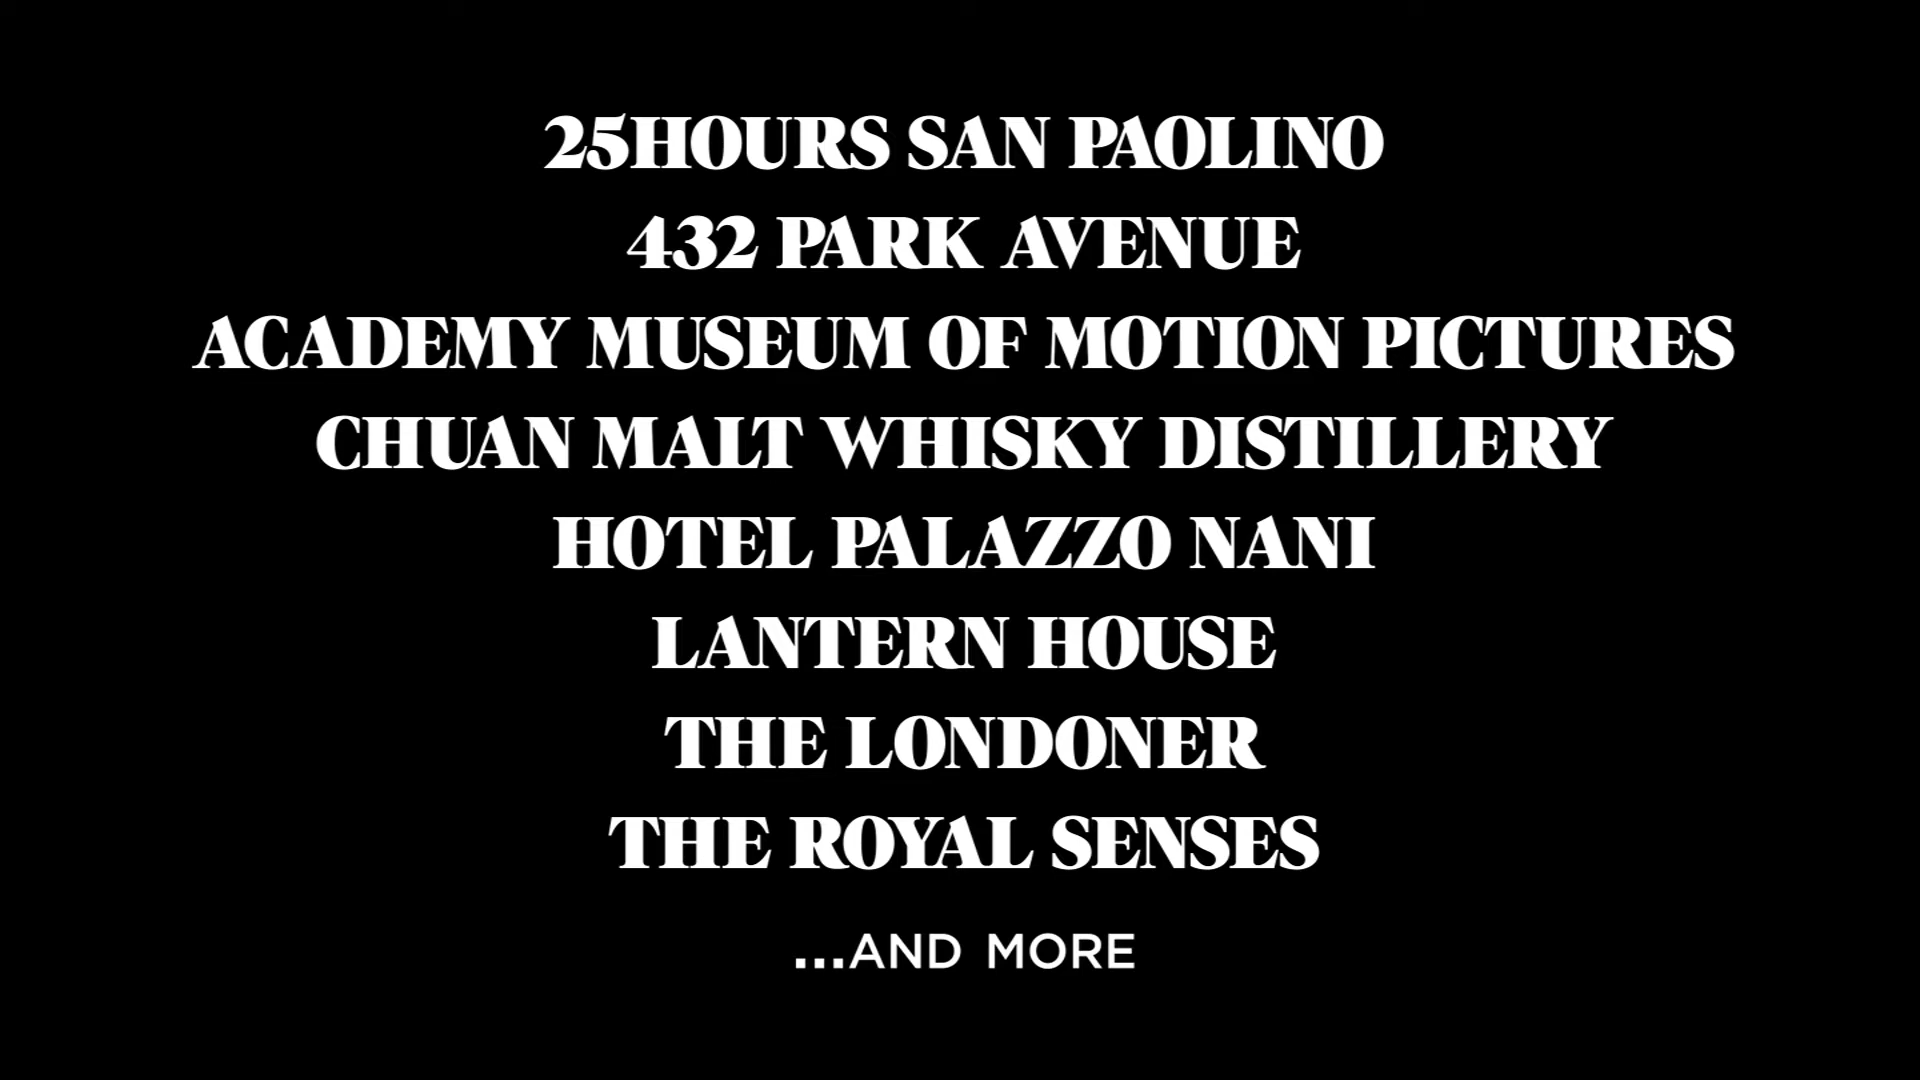 25HOURS SAN PAOLINO
432 PARK AVENUE
ACADEMY MUSEUM OF MOTION PICTURES
CHUAN MALT WHISKY DISTILLERY
HOTEL PALAZZO NANI
LANTERN HOUSE
THE LONDONER
THE ROYAL SENSES
...AND MORE